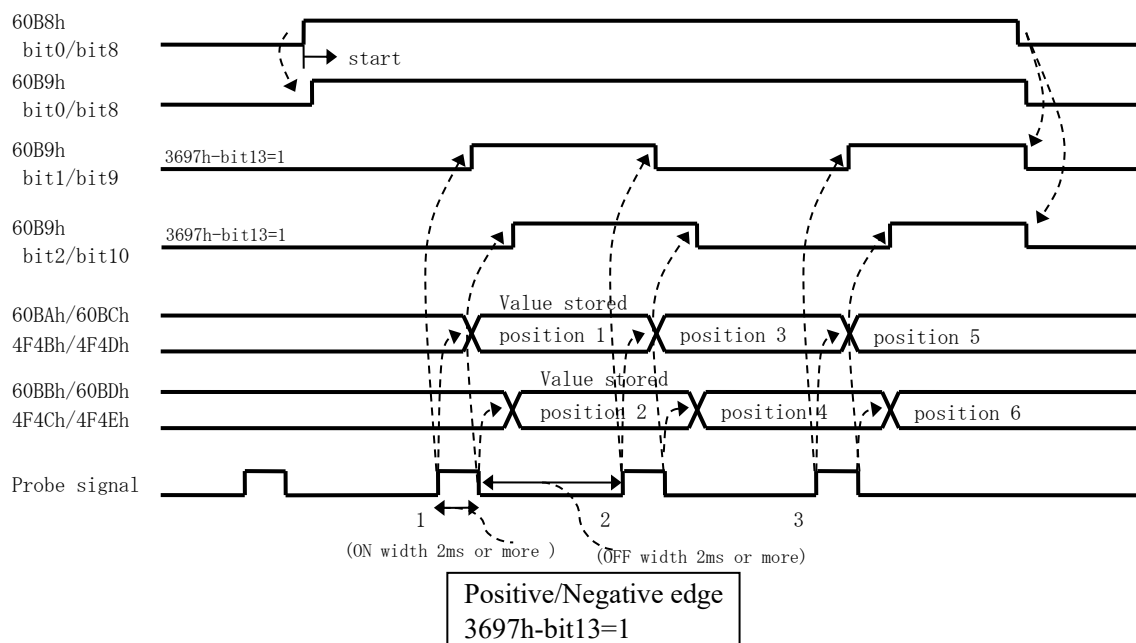 60B8h
bit0/bit8
start
60B9h
bit0/bit8
60B9h
3697h-bit13=1
bit1/bit9
60B9h
3697h-bit13=1
bit2/bit10
Value stored
60BAh/60BCh
position 1 position 3 position 5
4F4Bh/4F4Dh
Value stored
60BBh/60BDh
position 2 position 4 position 6
4F4Ch/4F4Eh
Probe signal
1 2 3
(ON width 2ms or more ) (OFF width 2ms or more)
Positive/Negative edge
3697h-bit13=1